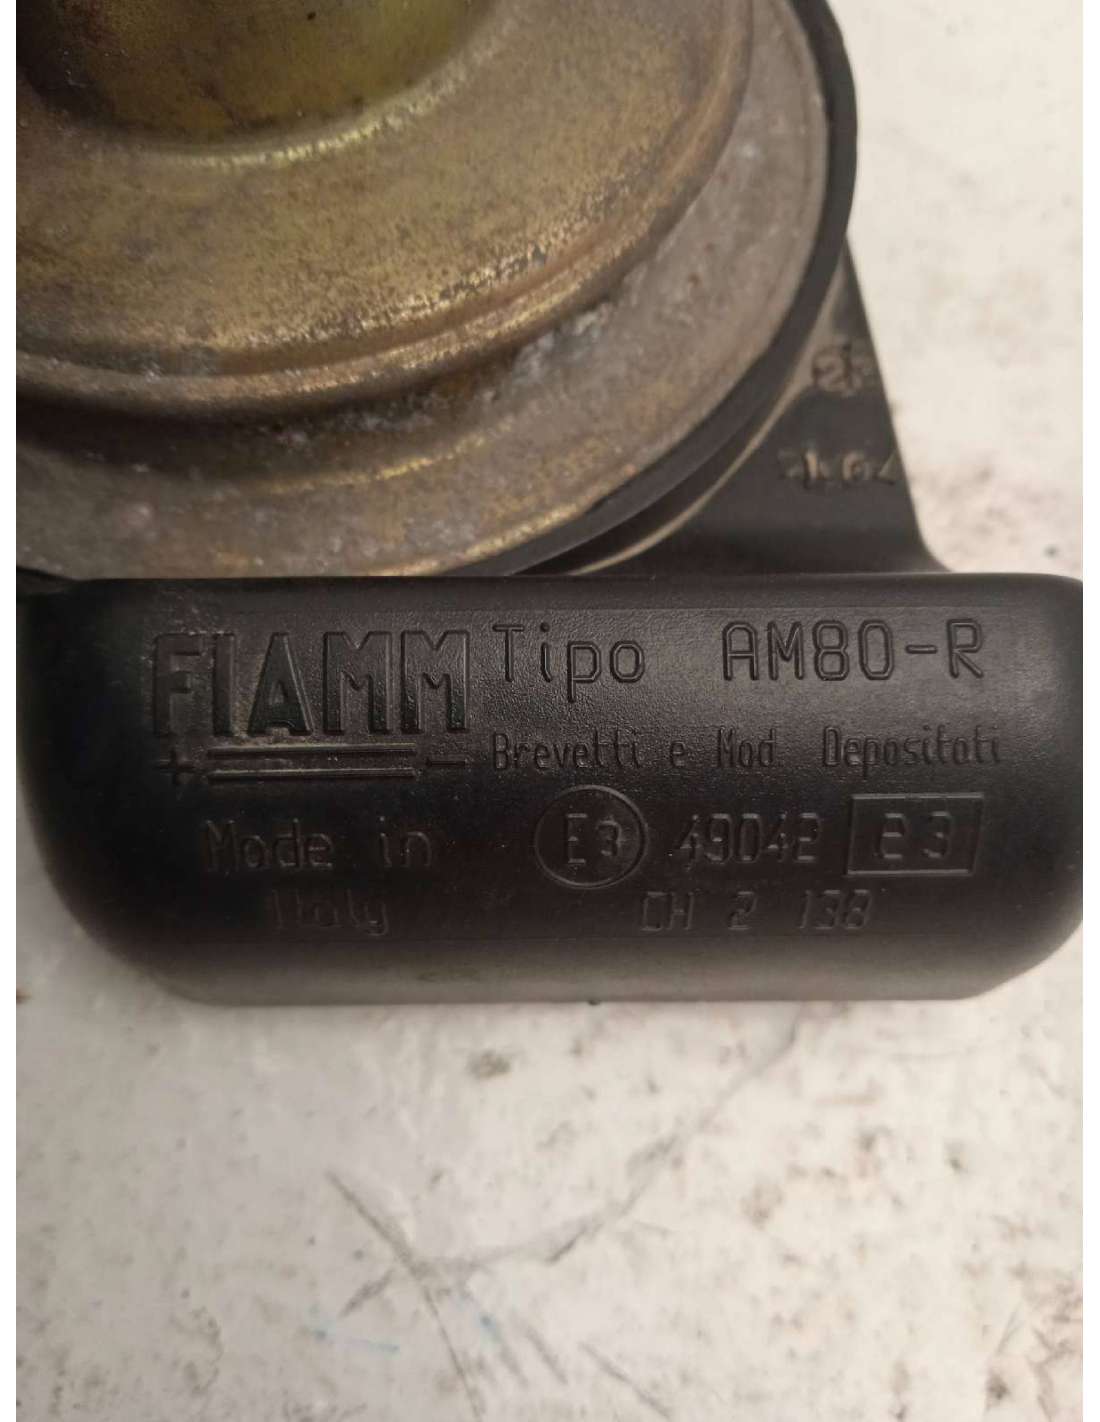 FIAMM Tipo AM80-R
+ - Brevetti e Mod. Depositati
Made in E3 49042 e3
Italy CH 2 138